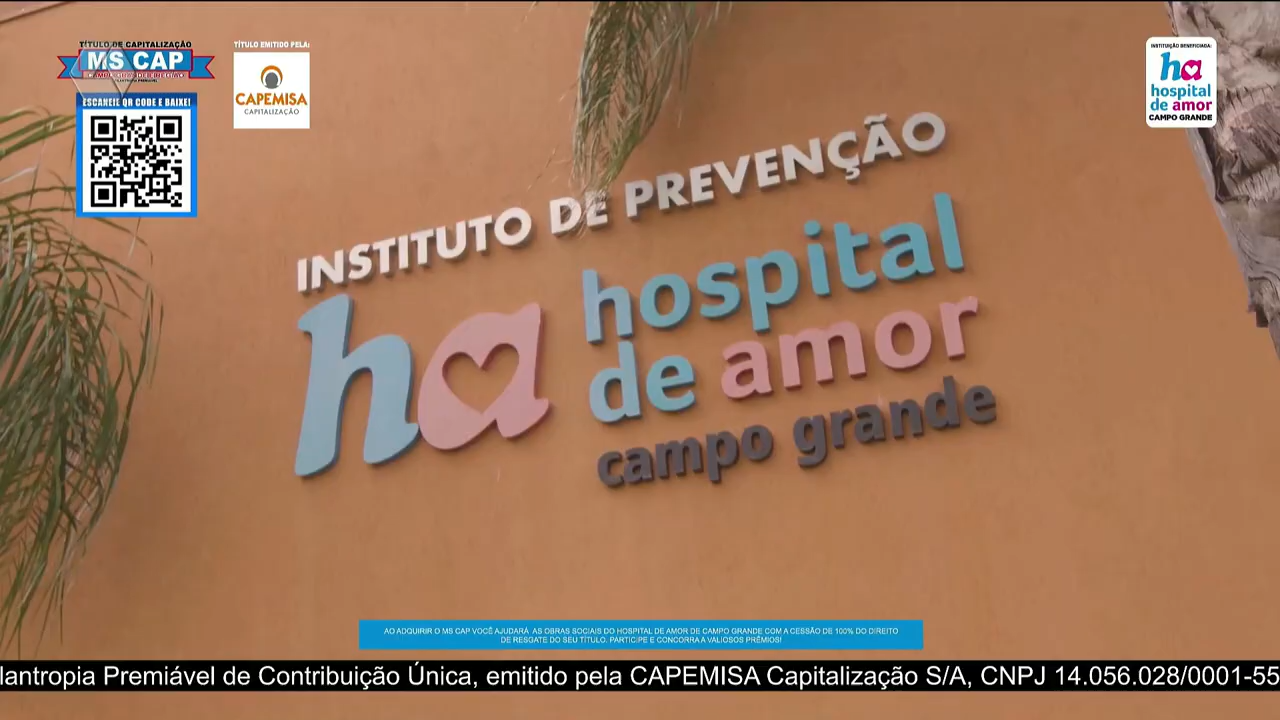 TÍTULO DE CAPITALIZAÇÃO
MS CAP
CAMPO GRANDE E REGIÃO
ESCANEIE QR CODE E BAIXE!
TÍTULO EMITIDO PELA:
CAPEMISA
CAPITALIZAÇÃO
INSTITUIÇÃO BENEFICIADA:
ha
hospital
de amor
CAMPO GRANDE
INSTITUTO DE PREVENÇÃO
ha
hospital
de amor
campo grande
AO ADQUIRIR O MS CAP VOCÊ AJUDARÁ AS OBRAS SOCIAIS DO HOSPITAL DE AMOR DE CAMPO GRANDE COM A CESSÃO DE 100% DO DIREITO
DE RESGATE DO SEU TÍTULO. PARTICIPE E CONCORRA A VALIOSOS PRÊMIOS!
lantropia Premiável de Contribuição Única, emitido pela CAPEMISA Capitalização S/A, CNPJ 14.056.028/0001-55